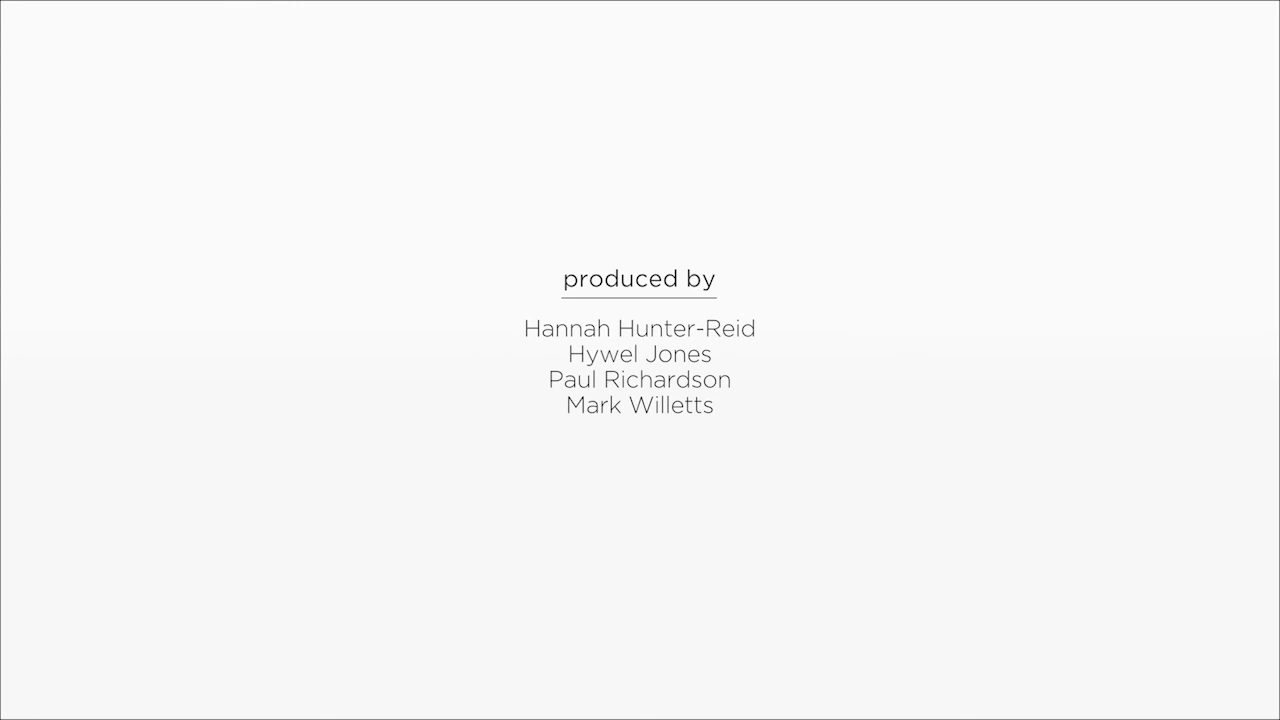 produced by
Hannah Hunter-Reid
Hywel Jones
Paul Richardson
Mark Willetts